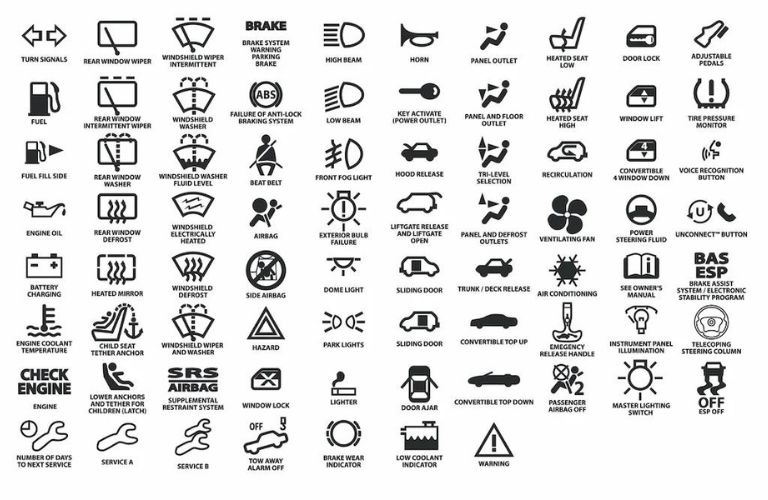 BRAKE
TURN SIGNALS
REAR WINDOW WIPER
WINDSHIELD WIPER
INTERMITTENT
BRAKE SYSTEM
WARNING
PARKING
BRAKE
HIGH BEAM
HORN
PANEL OUTLET
HEATED SEAT
LOW
DOOR LOCK
ADJUSTABLE
PEDALS
ABS
FUEL
REAR WINDOW
INTERMITTENT WIPER
WINDSHIELD
WASHER
FAILURE OF ANTI-LOCK
BRAKING SYSTEM
LOW BEAM
KEY ACTIVATE
(POWER OUTLET)
PANEL AND FLOOR
OUTLET
HEATED SEAT
HIGH
WINDOW LIFT
TIRE PRESSURE
MONITOR
4
FUEL FILL SIDE
REAR WINDOW
WASHER
WINDSHIELD WASHER
FLUID LEVEL
BEAT BELT
FRONT FOG LIGHT
HOOD RELEASE
TRI-LEVEL
SELECTION
RECIRCULATION
CONVERTIBLE
4 WINDOW DOWN
VOICE RECOGNITION
BUTTON
U
ENGINE OIL
REAR WINDOW
DEFROST
WINDSHIELD
ELECTRICALLY
HEATED
AIRBAG
EXTERIOR BULB
FAILURE
LIFTGATE RELEASE
AND LIFTGATE
OPEN
PANEL AND DEFROST
OUTLETS
VENTILATING FAN
POWER
STEERING FLUID
UNCONNECT™ BUTTON
BAS
ESP
BATTERY
CHARGING
HEATED MIRROR
WINDSHIELD
DEFROST
SIDE AIRBAG
DOME LIGHT
SLIDING DOOR
TRUNK / DECK RELEASE
AIR CONDITIONING
SEE OWNER'S
MANUAL
BRAKE ASSIST
SYSTEM / ELECTRONIC
STABILITY PROGRAM
ENGINE COOLANT
TEMPERATURE
CHILD SEAT
TETHER ANCHOR
WINDSHIELD WIPER
AND WASHER
HAZARD
PARK LIGHTS
SLIDING DOOR
CONVERTIBLE TOP UP
EMEGENCY
RELEASE HANDLE
INSTRUMENT PANEL
ILLUMINATION
TELECOPING
STEERING COLUMN
CHECK
ENGINE
SRS
AIRBAG
2
OFF
ENGINE
LOWER ANCHORS
AND TETHER FOR
CHILDREN (LATCH)
SUPPLEMENTAL
RESTRAINT SYSTEM
WINDOW LOCK
LIGHTER
DOOR AJAR
CONVERTIBLE TOP DOWN
PASSENGER
AIRBAG OFF
MASTER LIGHTING
SWITCH
ESP OFF
OFF
NUMBER OF DAYS
TO NEXT SERVICE
SERVICE A
SERVICE B
TOW AWAY
ALARM OFF
BRAKE WEAR
INDICATOR
LOW COOLANT
INDICATOR
WARNING